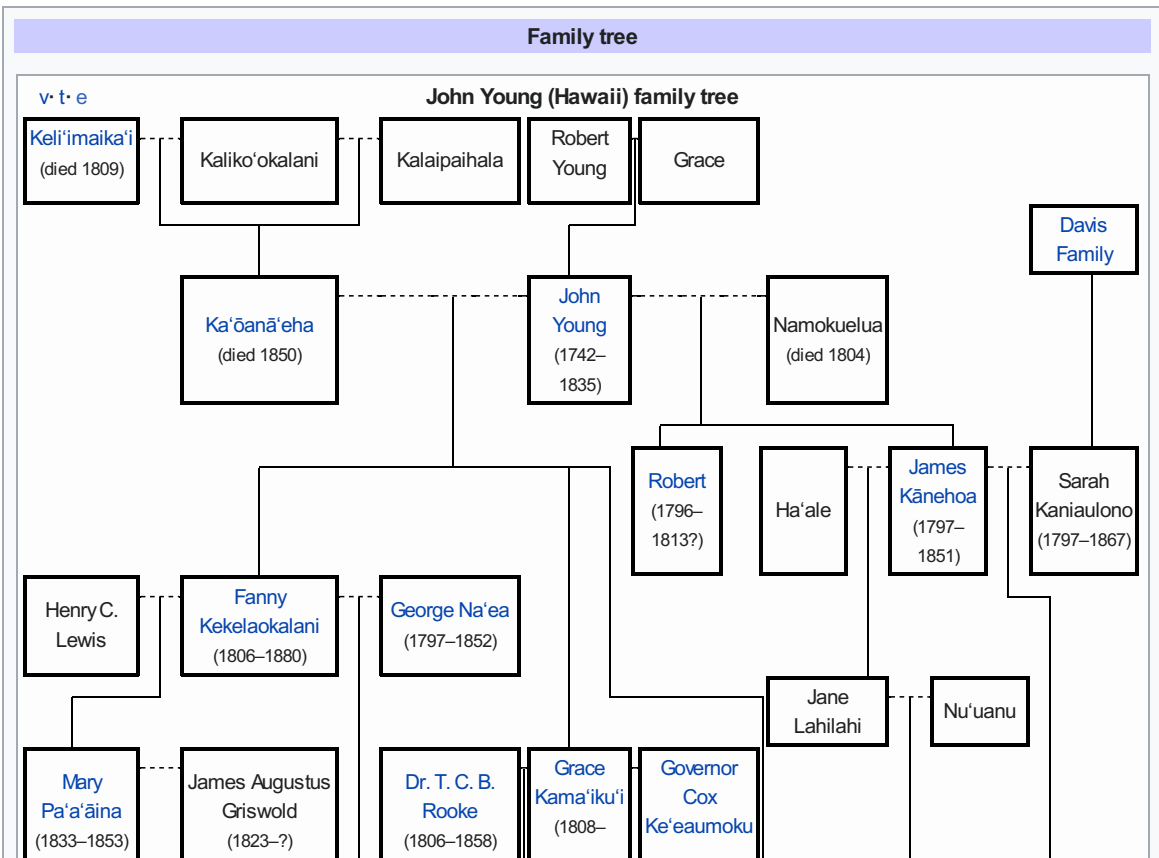 Family tree
v· t· e
John Young (Hawaii) family tree
Keliʻimaikaʻi
(died 1809)
Kalikoʻokalani
Kalaipaihala
Robert
Young
Grace
Davis
Family
Kaʻōanāʻeha
(died 1850)
John
Young
(1742–
1835)
Namokuelua
(died 1804)
Robert
(1796–
1813?)
Haʻale
James
Kānehoa
(1797–
1851)
Sarah
Kaniaulono
(1797–1867)
Henry C.
Lewis
Fanny
Kekelaokalani
(1806–1880)
George Naʻea
(1797–1852)
Jane
Lahilahi
Nuʻuanu
Mary
Paʻaʻāina
(1833–1853)
James Augustus
Griswold
(1823–?)
Dr. T. C. B.
Rooke
(1806–1858)
Grace
Kamaʻikuʻi
(1808–
Governor
Cox
Keʻeaumoku